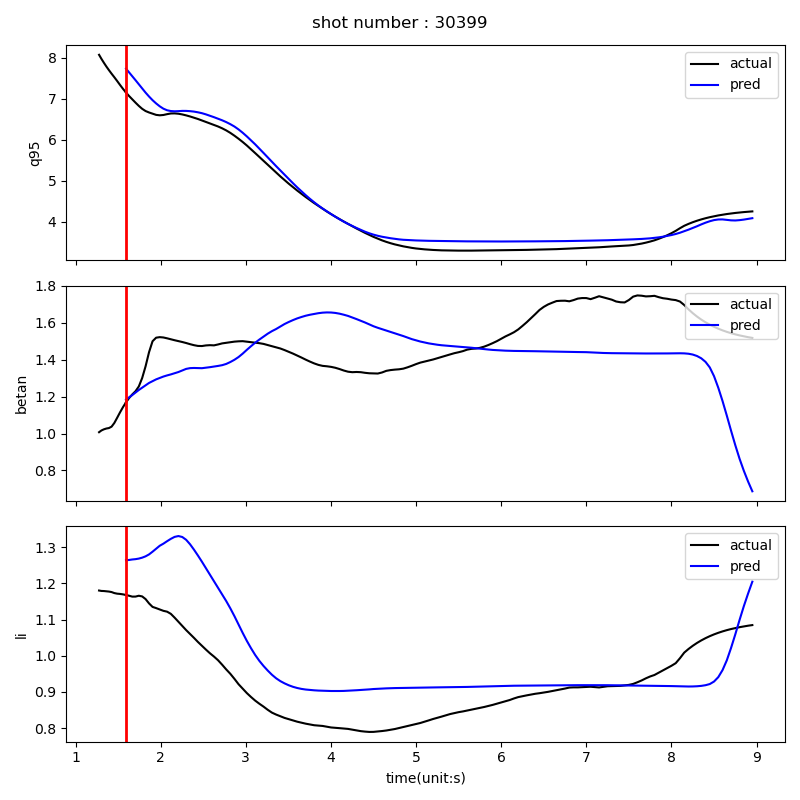 shot number : 30399
q95
8
7
6
5
4
actual
pred
betan
1.8
1.6
1.4
1.2
1.0
0.8
actual
pred
li
1.3
1.2
1.1
1.0
0.9
0.8
actual
pred
1 2 3 4 5 6 7 8 9
time(unit:s)